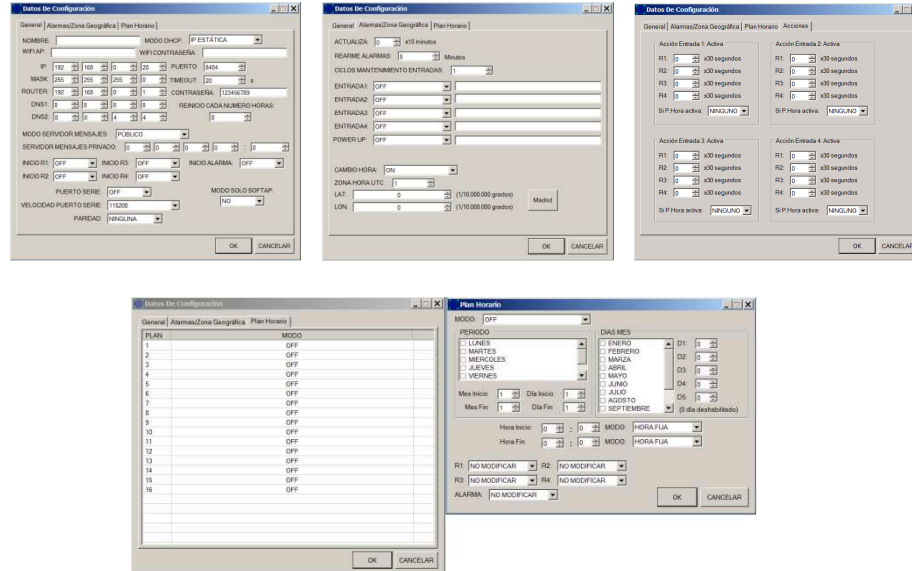 Datos De Configuración
General Alarmas/Zona Geográfica Plan Horario
NOMBRE: MODO DHCP: IP ESTÁTICA
WIFI AP: WIFI CONTRASEÑA:
IP: 192 168 0 20 PUERTO: 8404
MASK: 255 255 255 0 TIMEOUT: 20 s
ROUTER: 192 168 0 1 CONTRASEÑA: 123456789
DNS1: 8 8 8 8 REINICIO CADA NUMERO HORAS:
DNS2: 8 8 4 4 8
MODO SERVIDOR MENSAJES: PÚBLICO
SERVIDOR MENSAJES PRIVADO: 0 0 0 0 : 0
INICIO R1: OFF INICIO R3: OFF INICIO ALARMA: OFF
INICIO R2: OFF INICIO R4: OFF
PUERTO SERIE: OFF MODO SOLO SOFTAP:
VELOCIDAD PUERTO SERIE: 115200 NO
PARIDAD: NINGUNA
OK CANCELAR
Datos De Configuración
General Alarmas/Zona Geográfica Plan Horario
ACTUALIZA: 0 x10 minutos
REARME ALARMAS: 8 Minutos
CICLOS MANTENIMIENTO ENTRADAS: 1
ENTRADA1: OFF
ENTRADA2: OFF
ENTRADA3: OFF
ENTRADA4: OFF
POWER UP: OFF
CAMBIO HORA: ON
ZONA HORA UTC: 1
LAT: 0 (1/10.000.000 grados)
LON: 0 (1/10.000.000 grados)
Madrid
OK CANCELAR
Datos De Configuración
General Alarmas/Zona Geográfica Plan Horario Acciones
Acción Entrada 1: Activa Acción Entrada 2: Activa
R1: 0 x30 segundos R1: 0 x30 segundos
R2: 0 x30 segundos R2: 0 x30 segundos
R3: 0 x30 segundos R3: 0 x30 segundos
R4: 0 x30 segundos R4: 0 x30 segundos
Si P.Hora activa: NINGUNO Si P.Hora activa: NINGUNO
Acción Entrada 3: Activa Acción Entrada 4: Activa
R1: 0 x30 segundos R1: 0 x30 segundos
R2: 0 x30 segundos R2: 0 x30 segundos
R3: 0 x30 segundos R3: 0 x30 segundos
R4: 0 x30 segundos R4: 0 x30 segundos
Si P.Hora activa: NINGUNO Si P.Hora activa: NINGUNO
OK CANCELAR
Datos De Configuración
General Alarmas/Zona Geográfica Plan Horario
PLAN MODO
1 OFF
2 OFF
3 OFF
4 OFF
5 OFF
6 OFF
7 OFF
8 OFF
9 OFF
10 OFF
11 OFF
12 OFF
13 OFF
14 OFF
15 OFF
16 OFF
OK CANCELAR
Plan Horario
MODO: OFF
PERIODO
LUNES
MARTES
MIERCOLES
JUEVES
VIERNES
Mes Inicio: 1 Día Inicio: 1
Mes Fin: 1 Día Fin: 1
DIAS MES
ENERO
FEBRERO
MARZA
ABRIL
MAYO
JUNIO
JULIO
AGOSTO
SEPTIEMBRE
D1: 0
D2: 0
D3: 0
D4: 0
D5: 0
(0 día deshabilitado)
Hora Inicio: 0 : 0 MODO: HORA FIJA
Hora Fin: 0 : 0 MODO: HORA FIJA
R1: NO MODIFICAR R2: NO MODIFICAR
R3: NO MODIFICAR R4: NO MODIFICAR
ALARMA: NO MODIFICAR
OK CANCELAR